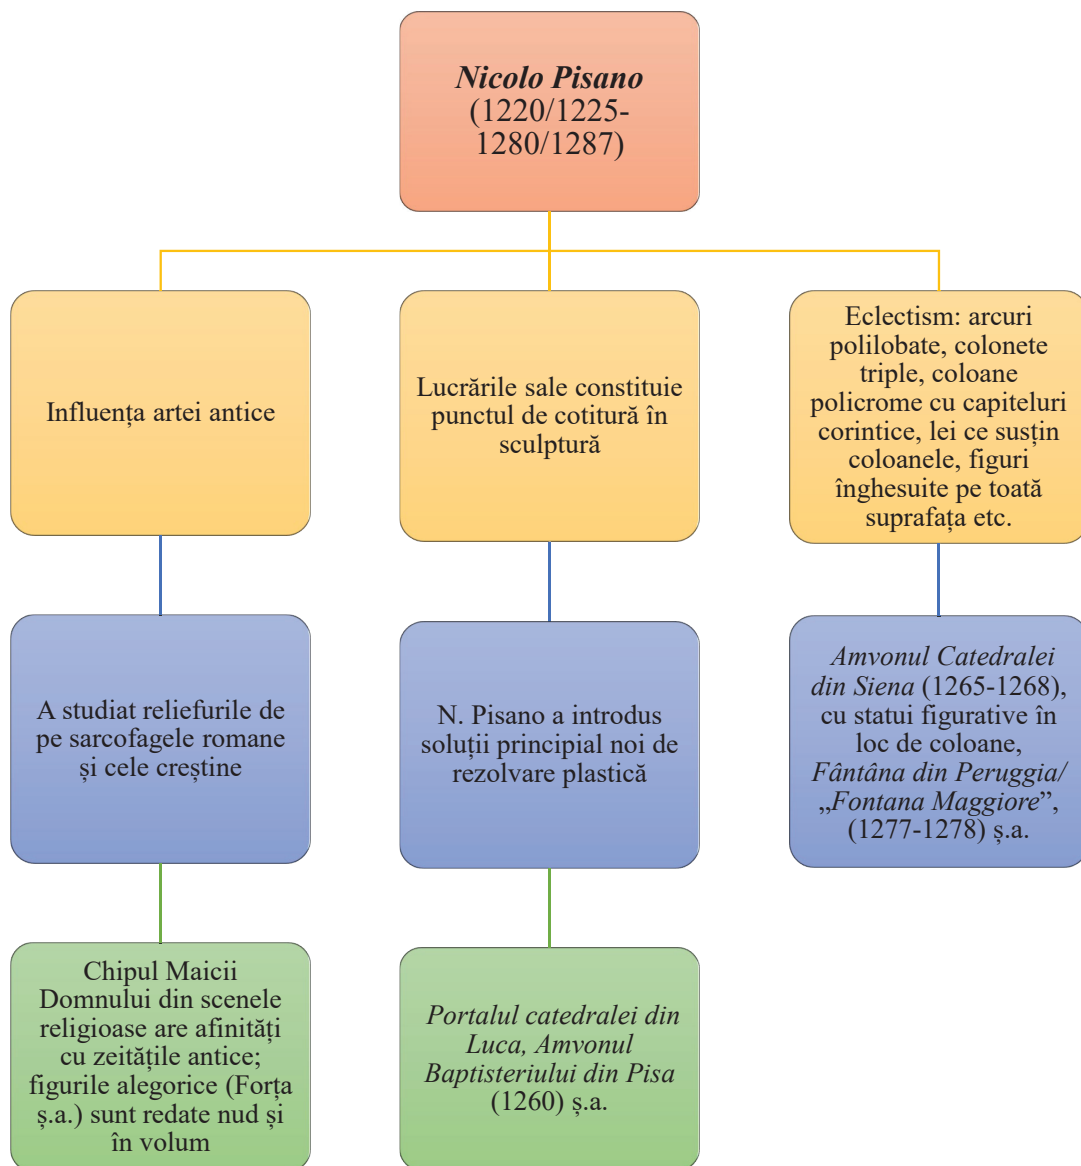 Nicolo Pisano
(1220/1225-
1280/1287)
Influența artei antice
Lucrările sale constituie
punctul de cotitură în
sculptură
Eclectism: arcuri
polilobate, colonete
triple, coloane
policrome cu capiteluri
corintice, lei ce susțin
coloanele, figuri
înghesuite pe toată
suprafața etc.
A studiat reliefurile de
pe sarcofagele romane
și cele creștine
N. Pisano a introdus
soluții principial noi de
rezolvare plastică
Amvonul Catedralei
din Siena (1265-1268),
cu statui figurative în
loc de coloane,
Fântâna din Peruggia/
„Fontana Maggiore”,
(1277-1278) ș.a.
Chipul Maicii
Domnului din scenele
religioase are afinități
cu zeitățile antice;
figurile alegorice (Forța
ș.a.) sunt redate nud și
în volum
Portalul catedralei din
Luca, Amvonul
Baptisteriului din Pisa
(1260) ș.a.